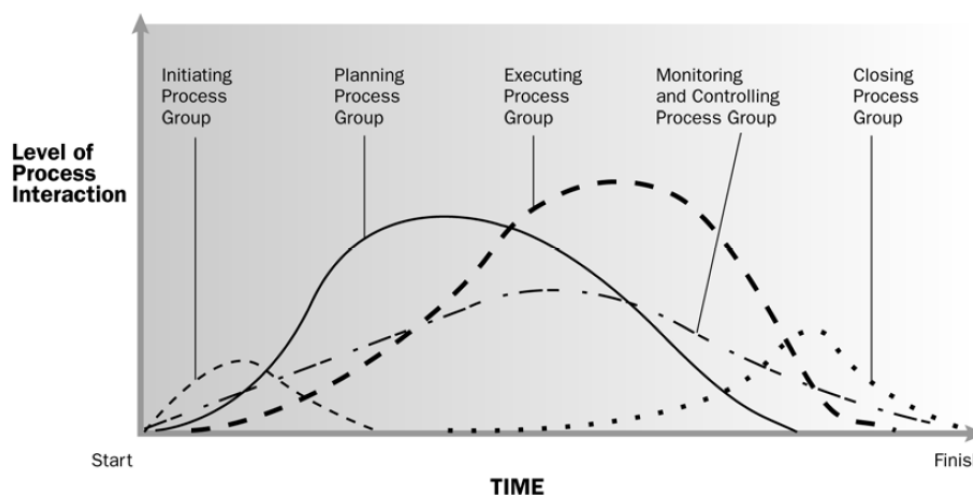 Initiating
Process
Group
Planning
Process
Group
Executing
Process
Group
Monitoring
and Controlling
Process Group
Closing
Process
Group
Level of
Process
Interaction
Start
Finish
TIME